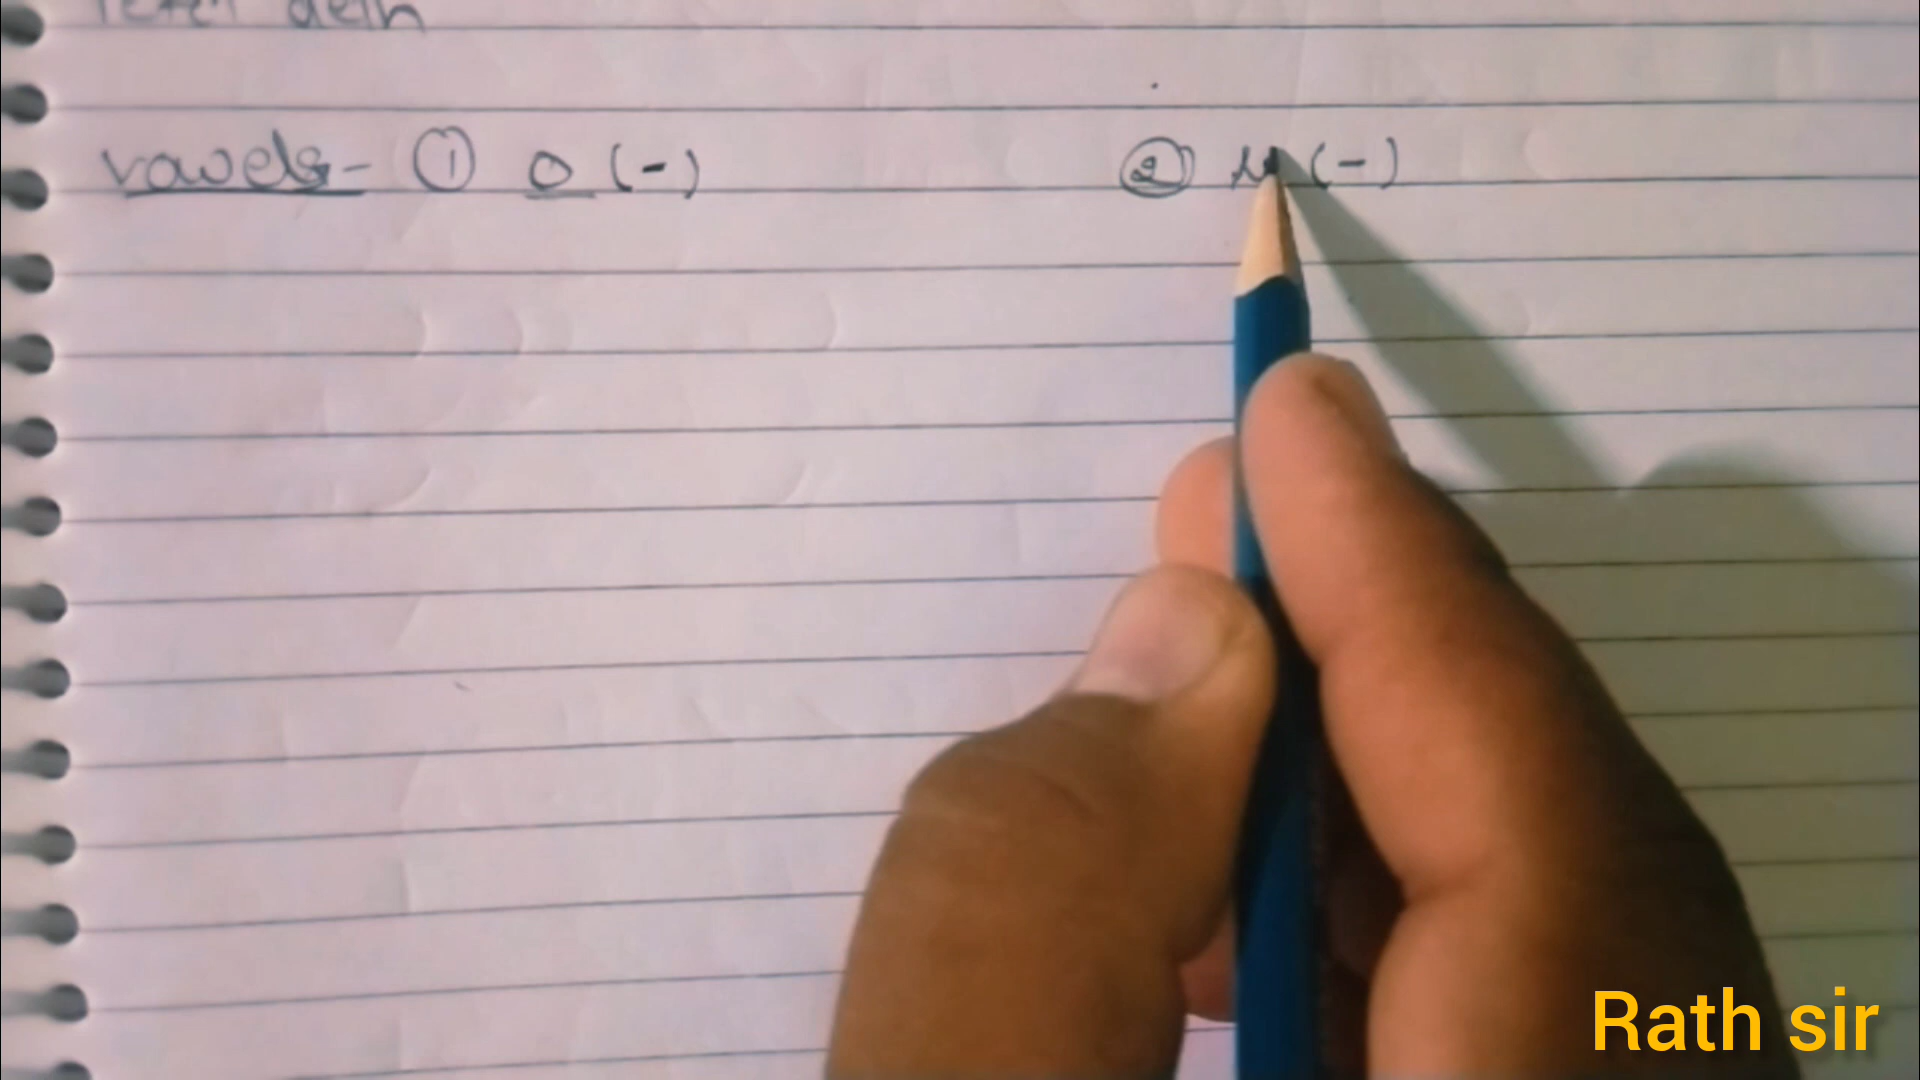 vowels - ① o (-) ② (-)
Rath sir